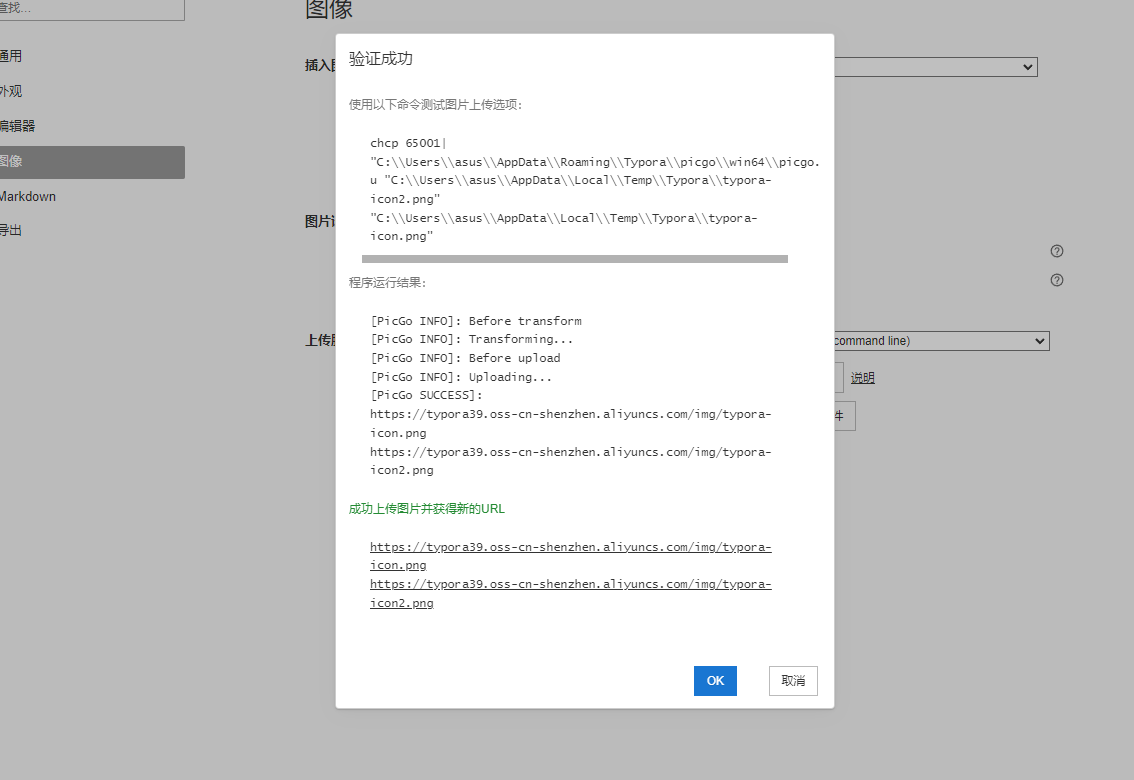 查找...
图像
通用
外观
编辑器
图像
Markdown
导出
插入
图片
上传
command line)
说明
件
验证成功
使用以下命令测试图片上传选项:
chcp 65001|
"C:\\Users\\asus\\AppData\\Roaming\\Typora\\picgo\\win64\\picgo.
u "C:\\Users\\asus\\AppData\\Local\\Temp\\Typora\\typora-
icon2.png"
"C:\\Users\\asus\\AppData\\Local\\Temp\\Typora\\typora-
icon.png"
程序运行结果:
[PicGo INFO]: Before transform
[PicGo INFO]: Transforming...
[PicGo INFO]: Before upload
[PicGo INFO]: Uploading...
[PicGo SUCCESS]:
https://typora39.oss-cn-shenzhen.aliyuncs.com/img/typora-
icon.png
https://typora39.oss-cn-shenzhen.aliyuncs.com/img/typora-
icon2.png
成功上传图片并获得新的URL
https://typora39.oss-cn-shenzhen.aliyuncs.com/img/typora-
icon.png
https://typora39.oss-cn-shenzhen.aliyuncs.com/img/typora-
icon2.png
OK
取消